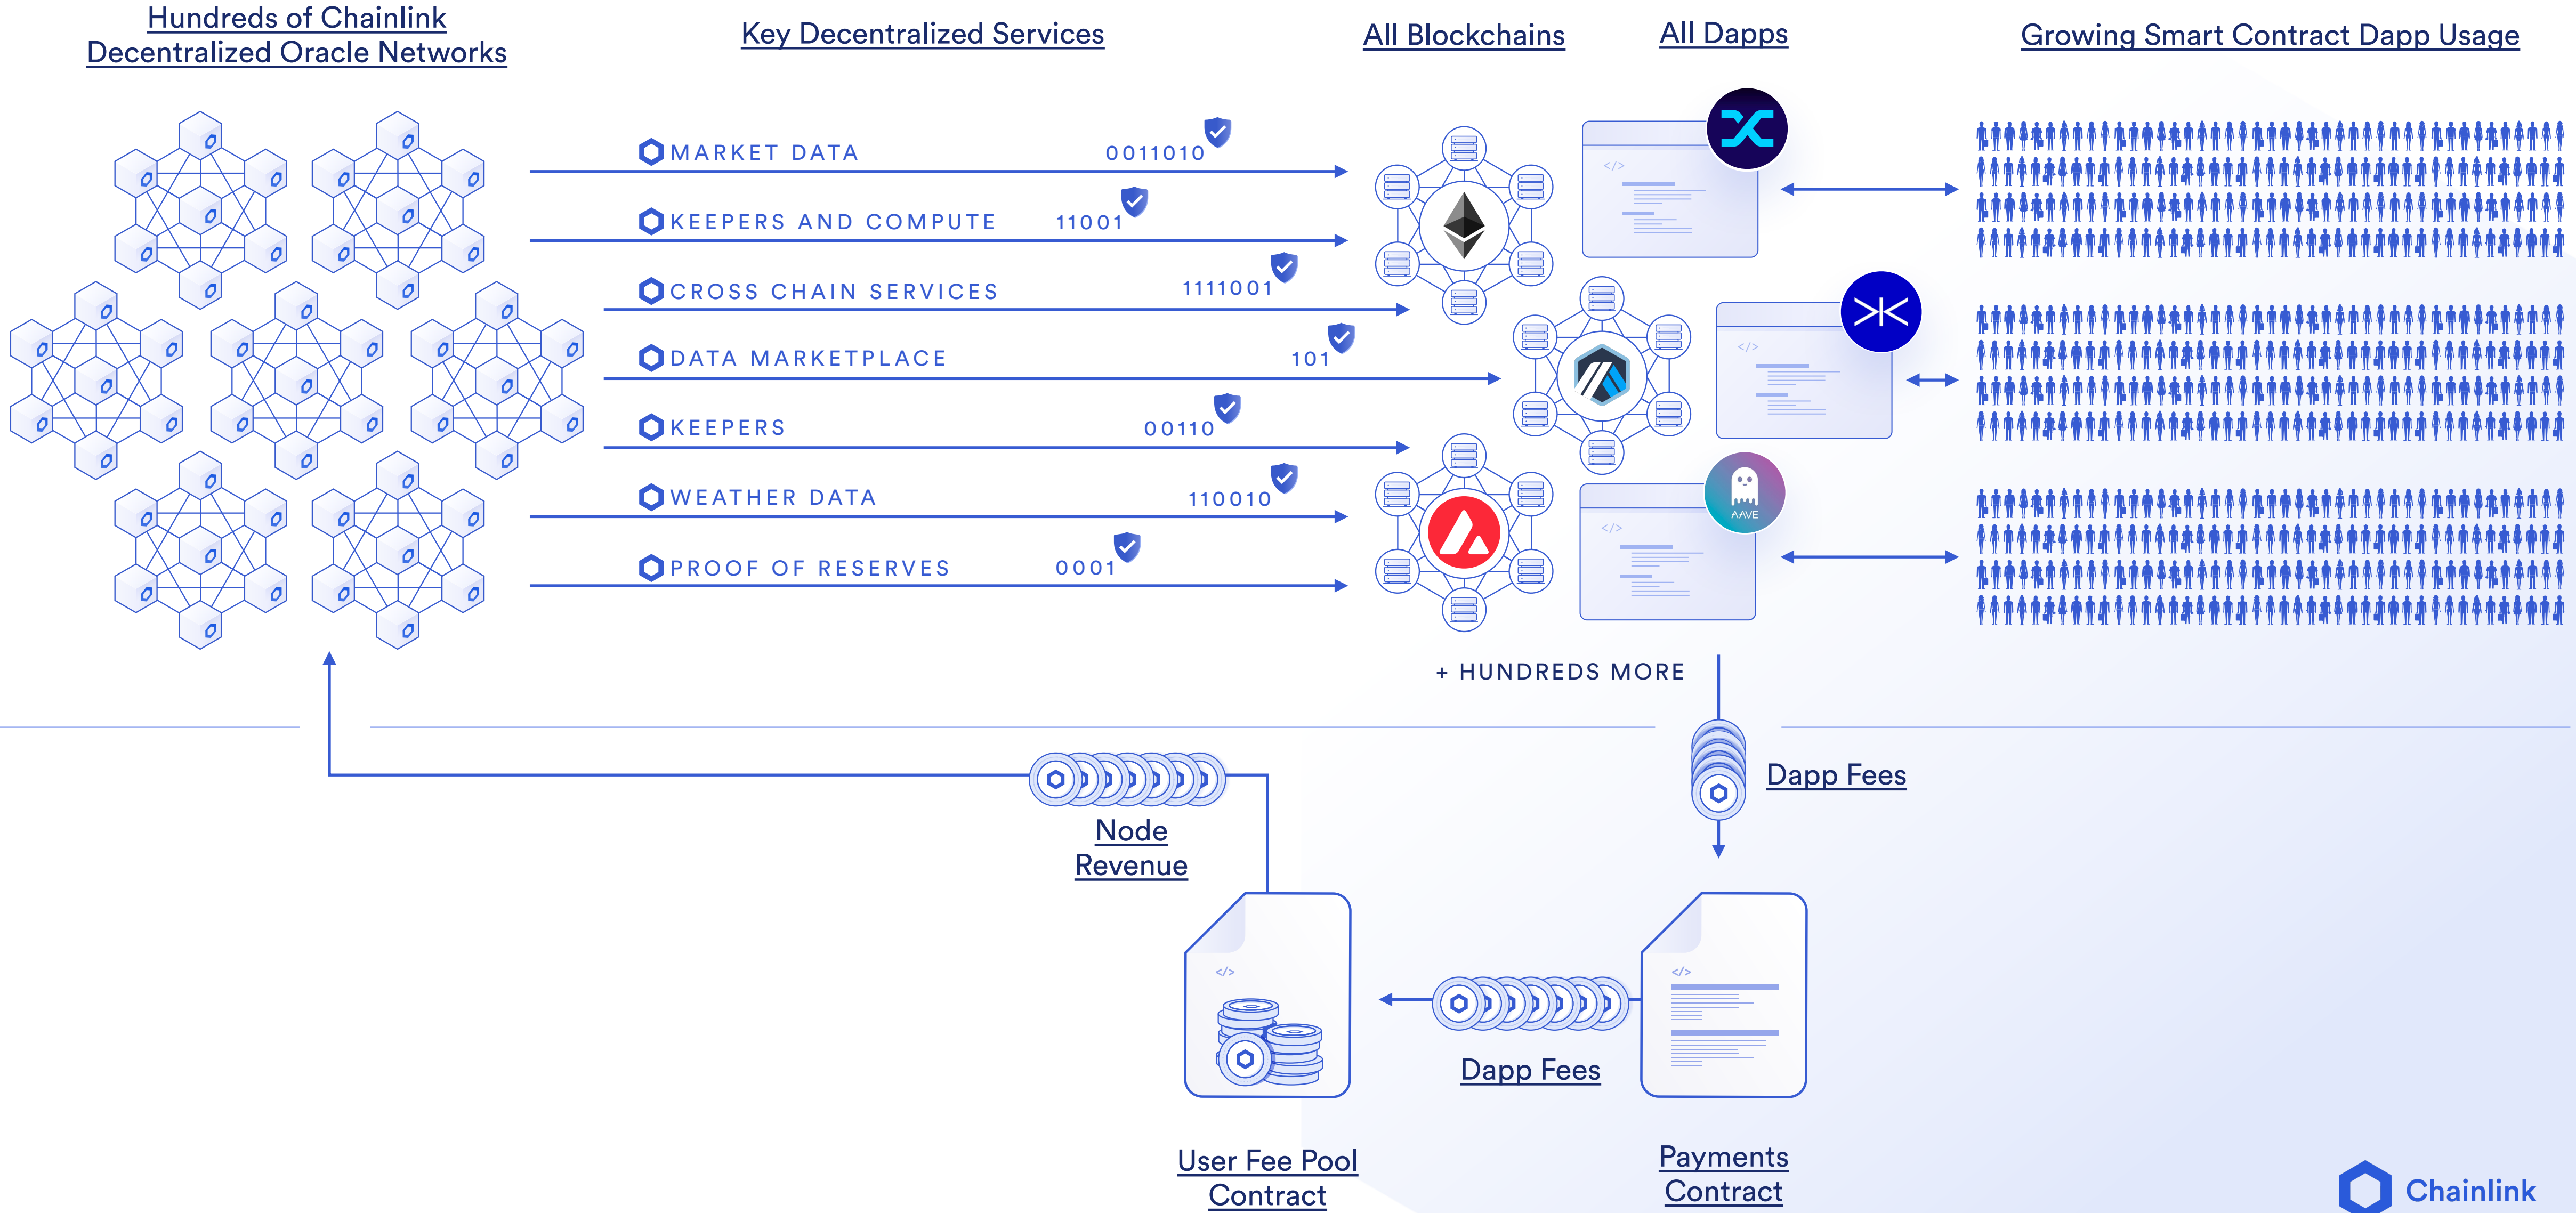 Hundreds of Chainlink
Decentralized Oracle Networks
Key Decentralized Services
All Blockchains
All Dapps
Growing Smart Contract Dapp Usage
MARKET DATA
0011010
KEEPERS AND COMPUTE
11001
CROSS CHAIN SERVICES
1111001
DATA MARKETPLACE
101
KEEPERS
00110
WEATHER DATA
110010
PROOF OF RESERVES
0001
</>
</>
</>
AAVE
+ HUNDREDS MORE
Dapp Fees
Node
Revenue
</>
</>
Dapp Fees
User Fee Pool
Contract
Payments
Contract
Chainlink